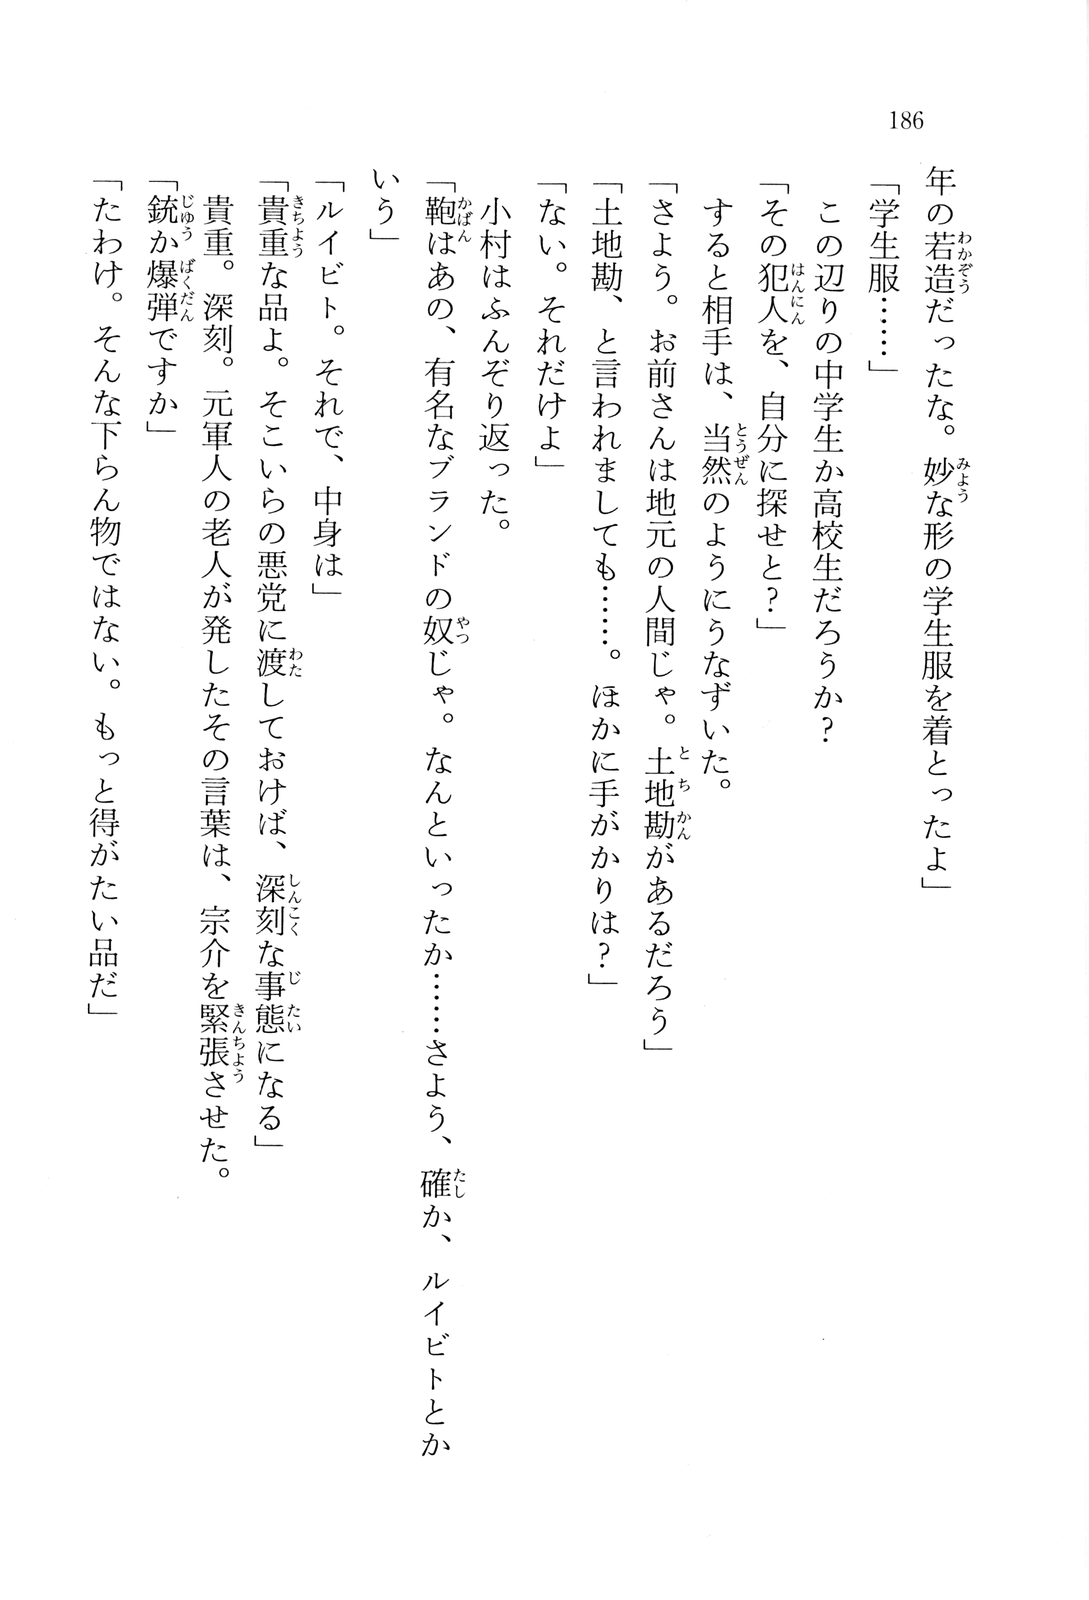 186
年の若造だったな。妙な形の学生服を着とったよ」
「学生服……」
　この辺りの中学生か高校生だろうか？
「その犯人を、自分に探せと？」
　すると相手は、当然のようにうなずいた。
「さよう。お前さんは地元の人間じゃ。土地勘があるだろう」
「土地勘、と言われましても……。ほかに手がかりは？」
「ない。それだけよ」
　小村はふんぞり返った。
「鞄はあの、有名なブランドの奴じゃ。なんといったか……さよう、確か、ルイビトとか
いう」
「ルイビト。それで、中身は」
「貴重な品よ。そこいらの悪党に渡しておけば、深刻な事態になる」
　貴重。深刻。元軍人の老人が発したその言葉は、宗介を緊張させた。
「銃か爆弾ですか」
「たわけ。そんな下らん物ではない。もっと得がたい品だ」